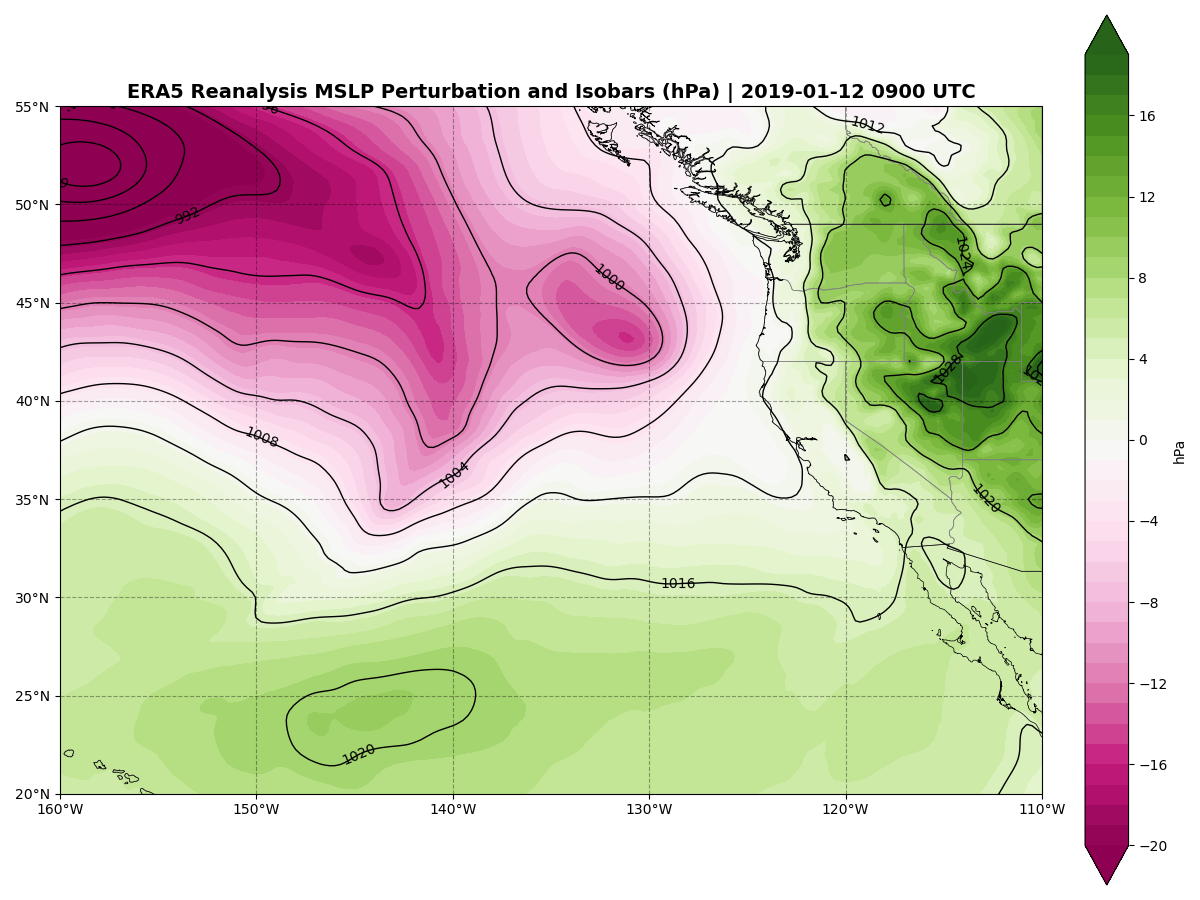 ERA5 Reanalysis MSLP Perturbation and Isobars (hPa) | 2019-01-12 0900 UTC
55°N
50°N
45°N
40°N
35°N
30°N
25°N
20°N
160°W
150°W
140°W
130°W
120°W
110°W
1012
992
1000
1024
1028
1008
1004
1020
1016
1020
16
12
8
4
0
−4
−8
−12
−16
−20
hPa